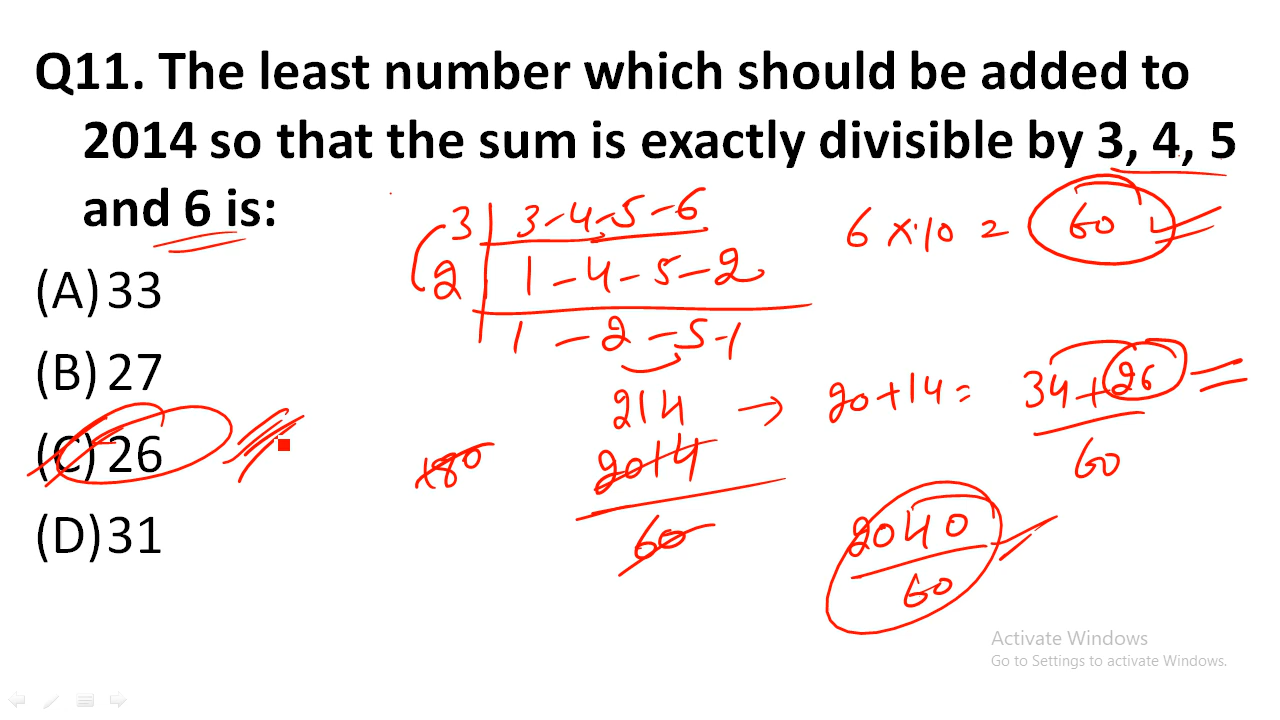 Q11. The least number which should be added to
2014 so that the sum is exactly divisible by 3, 4, 5
and 6 is:
3 | 3-4-5-6
2 | 1-4-5-2
1-2-5-1
6×10=
60
(A) 33
(B) 27
(C) 26
(D) 31
214 → 20+14= 34+26
60
180
2014
60
2040
60
Activate Windows
Go to Settings to activate Windows.